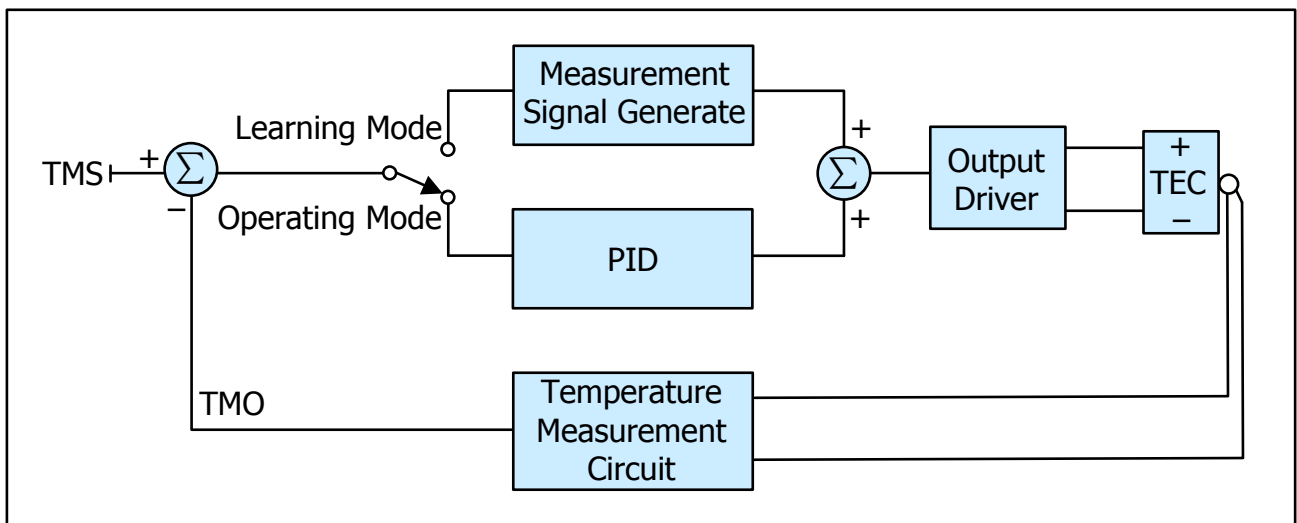 Measurement
Signal Generate
Learning Mode
+
TMS
+
Σ
−
Operating Mode
PID
Σ
+
Output
Driver
+
TEC
−
TMO
Temperature
Measurement
Circuit